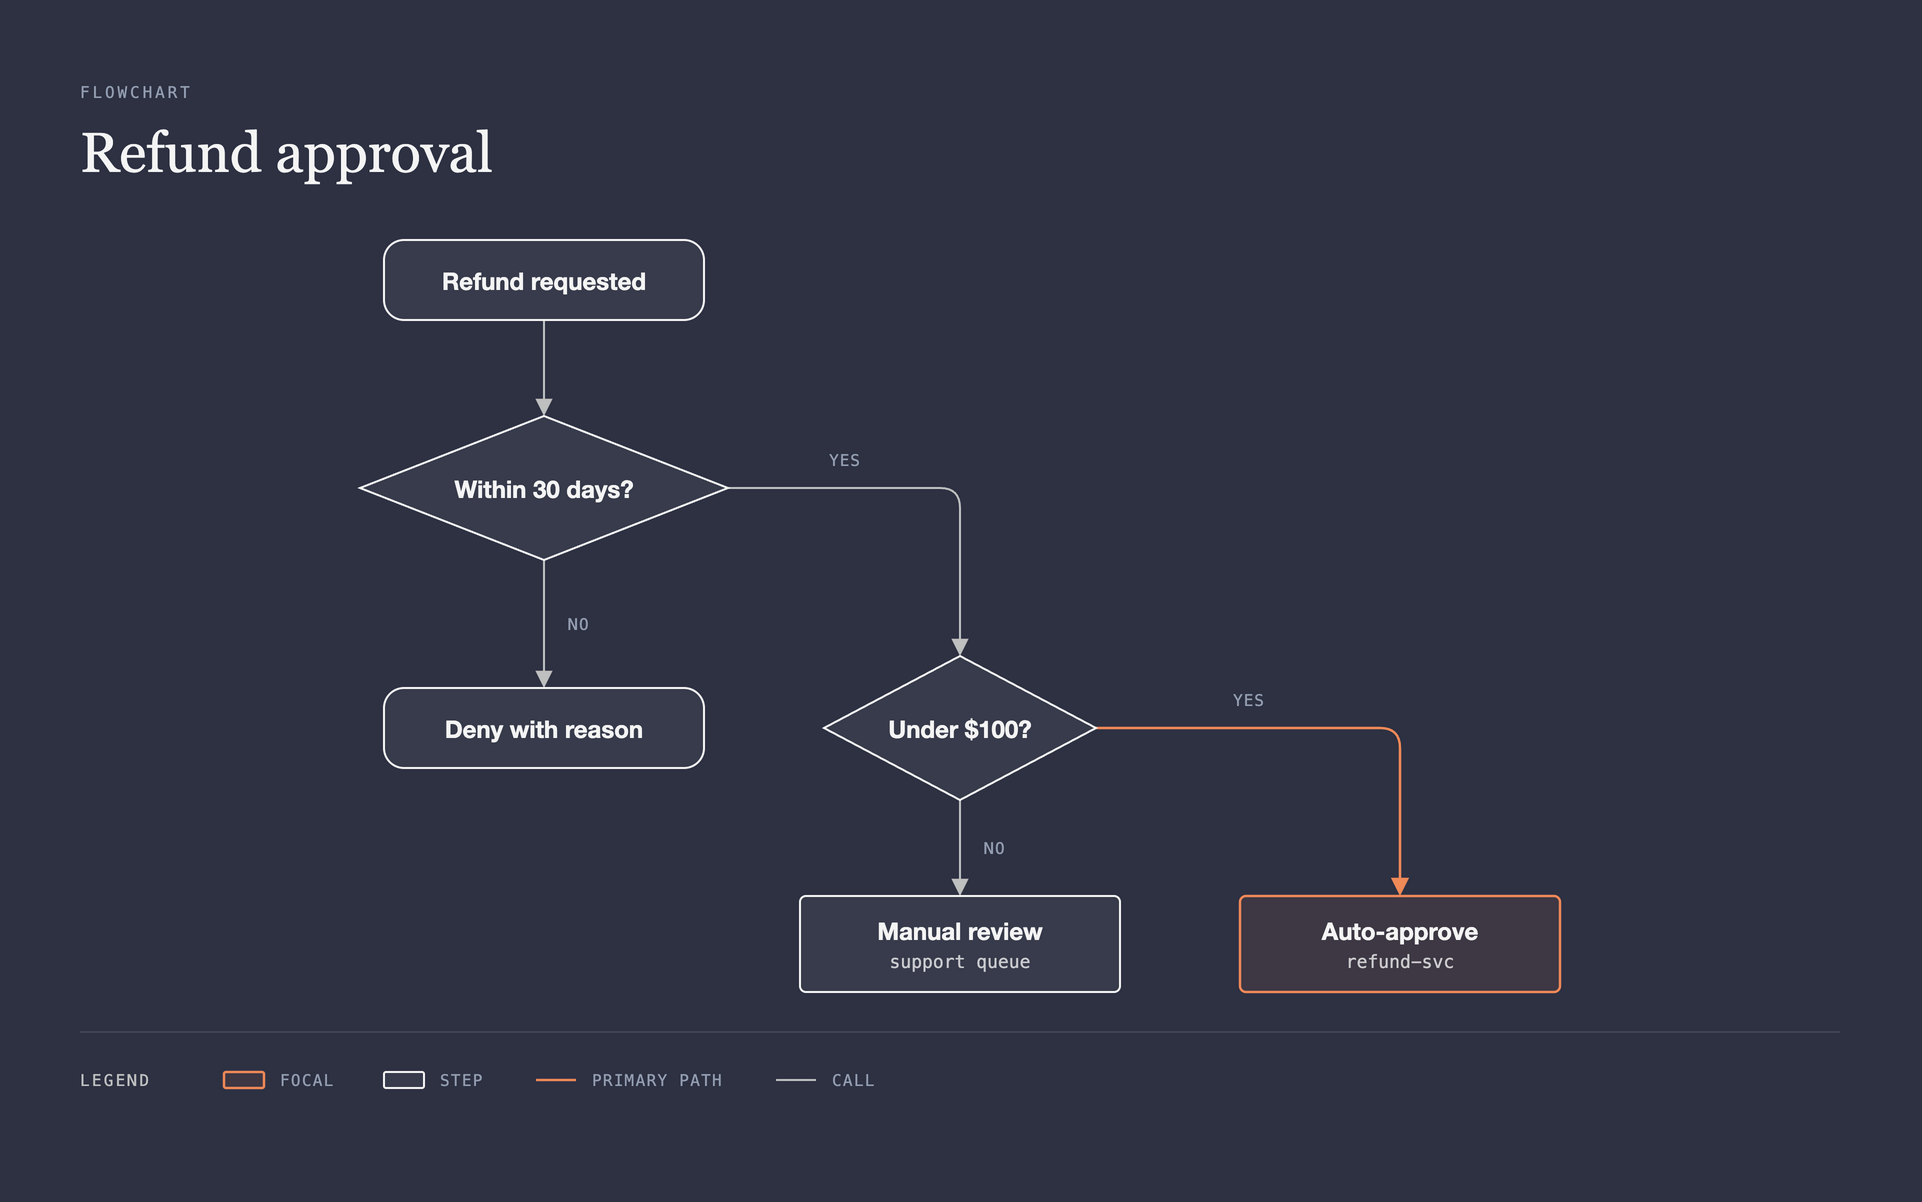 FLOWCHART
Refund approval
Refund requested
Within 30 days?
YES
NO
Deny with reason
Under $100?
YES
NO
Manual review
support queue
Auto-approve
refund-svc
LEGEND
FOCAL
STEP
PRIMARY PATH
CALL